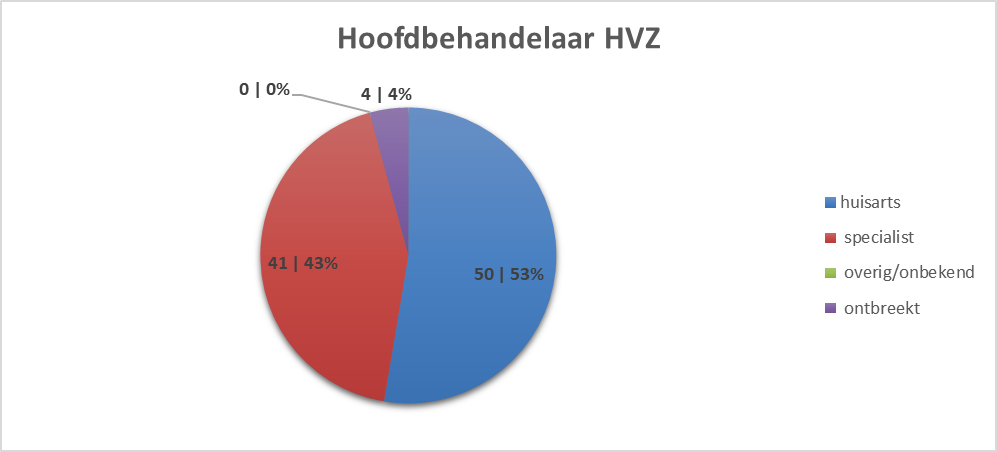 Hoofdbehandelaar HVZ
0 | 0%
4 | 4%
41 | 43%
50 | 53%
huisarts
specialist
overig/onbekend
ontbreekt